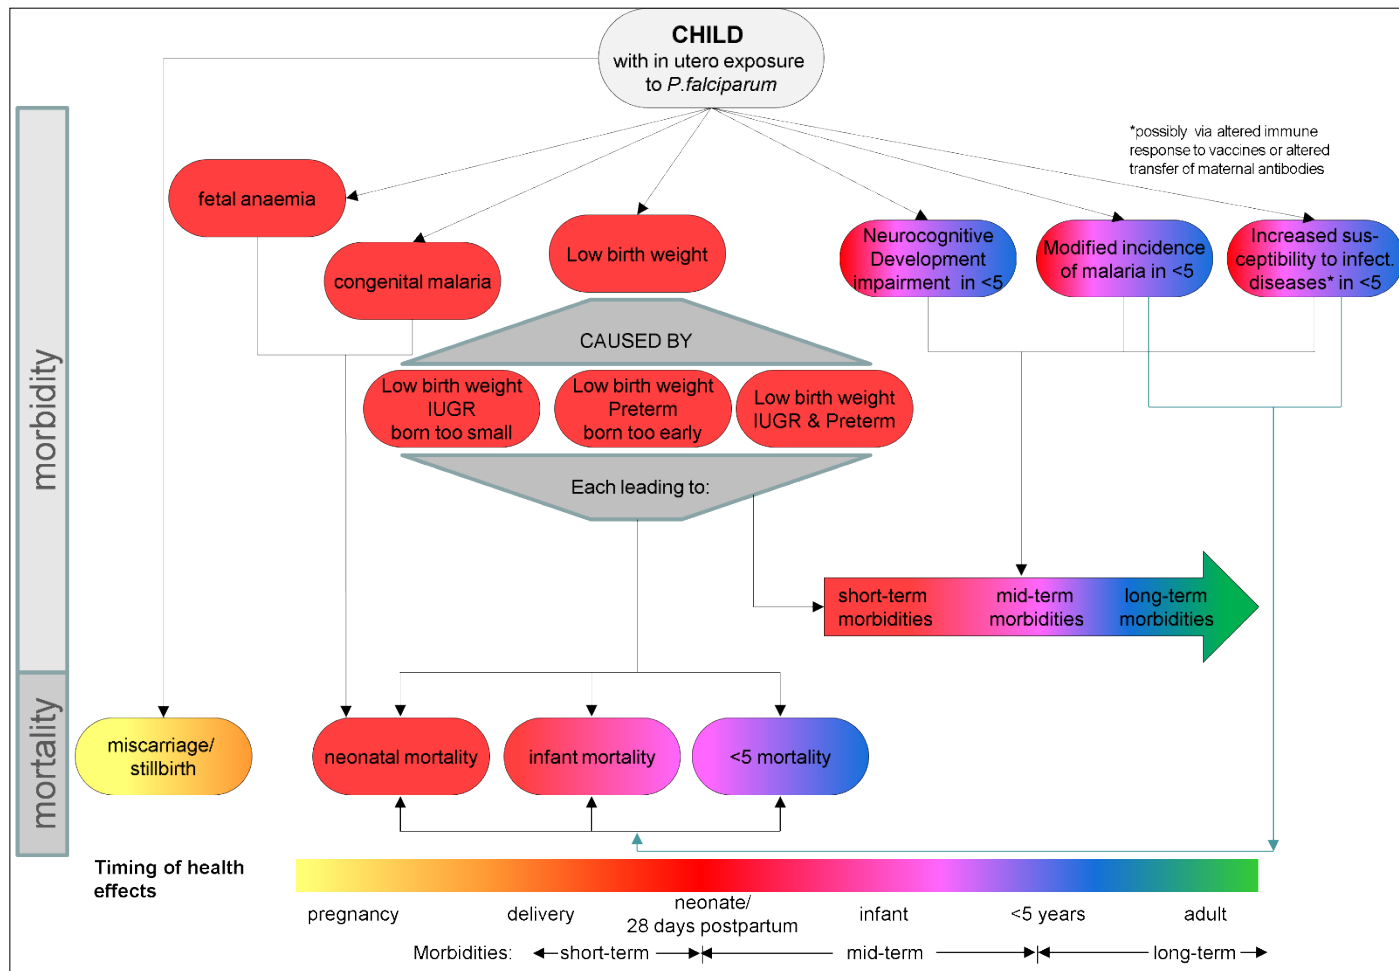 CHILD
with in utero exposure
to P.falciparum
*possibly via altered immune
response to vaccines or altered
transfer of maternal antibodies
morbidity
fetal anaemia
congenital malaria
Low birth weight
Neurocognitive
Development
impairment in <5
Modified incidence
of malaria in <5
Increased sus-
ceptibility to infect.
diseases* in <5
CAUSED BY
Low birth weight
IUGR
born too small
Low birth weight
Preterm
born too early
Low birth weight
IUGR & Preterm
Each leading to:
short-term
morbidities
mid-term
morbidities
long-term
morbidities
mortality
miscarriage/
stillbirth
neonatal mortality
infant mortality
<5 mortality
Timing of health
effects
pregnancy
delivery
neonate/
28 days postpartum
infant
<5 years
adult
Morbidities:
short-term
mid-term
long-term